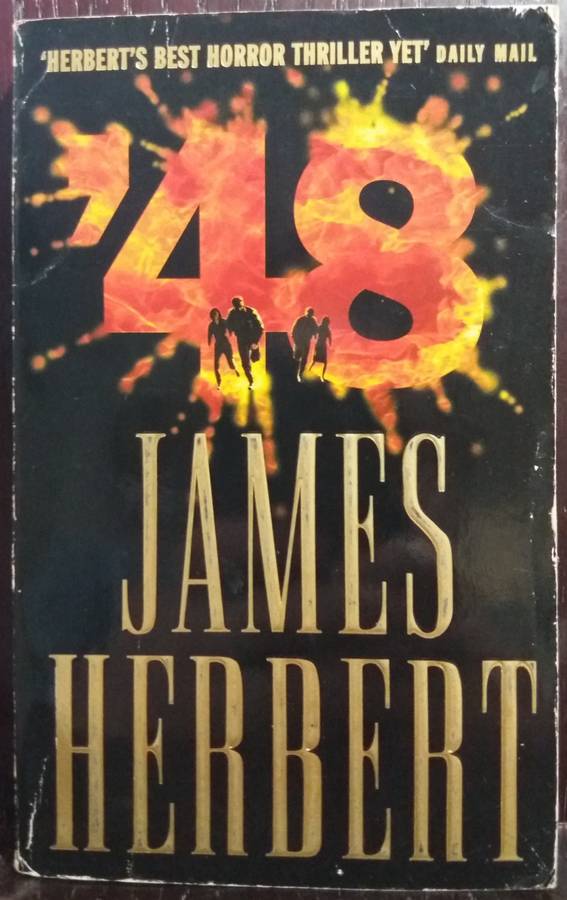 'HERBERT'S BEST HORROR THRILLER YET' DAILY MAIL
'48
JAMES
HERBERT